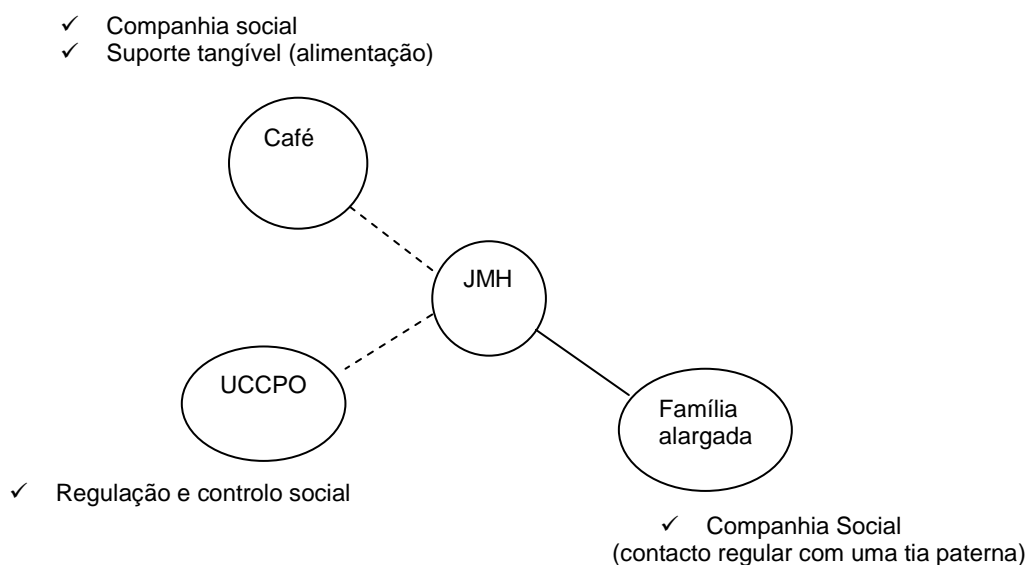 ✓ Companhia social
✓ Suporte tangível (alimentação)
Café
JMH
UCCPO
Família
alargada
✓ Regulação e controlo social
✓ Companhia Social
(contacto regular com uma tia paterna)